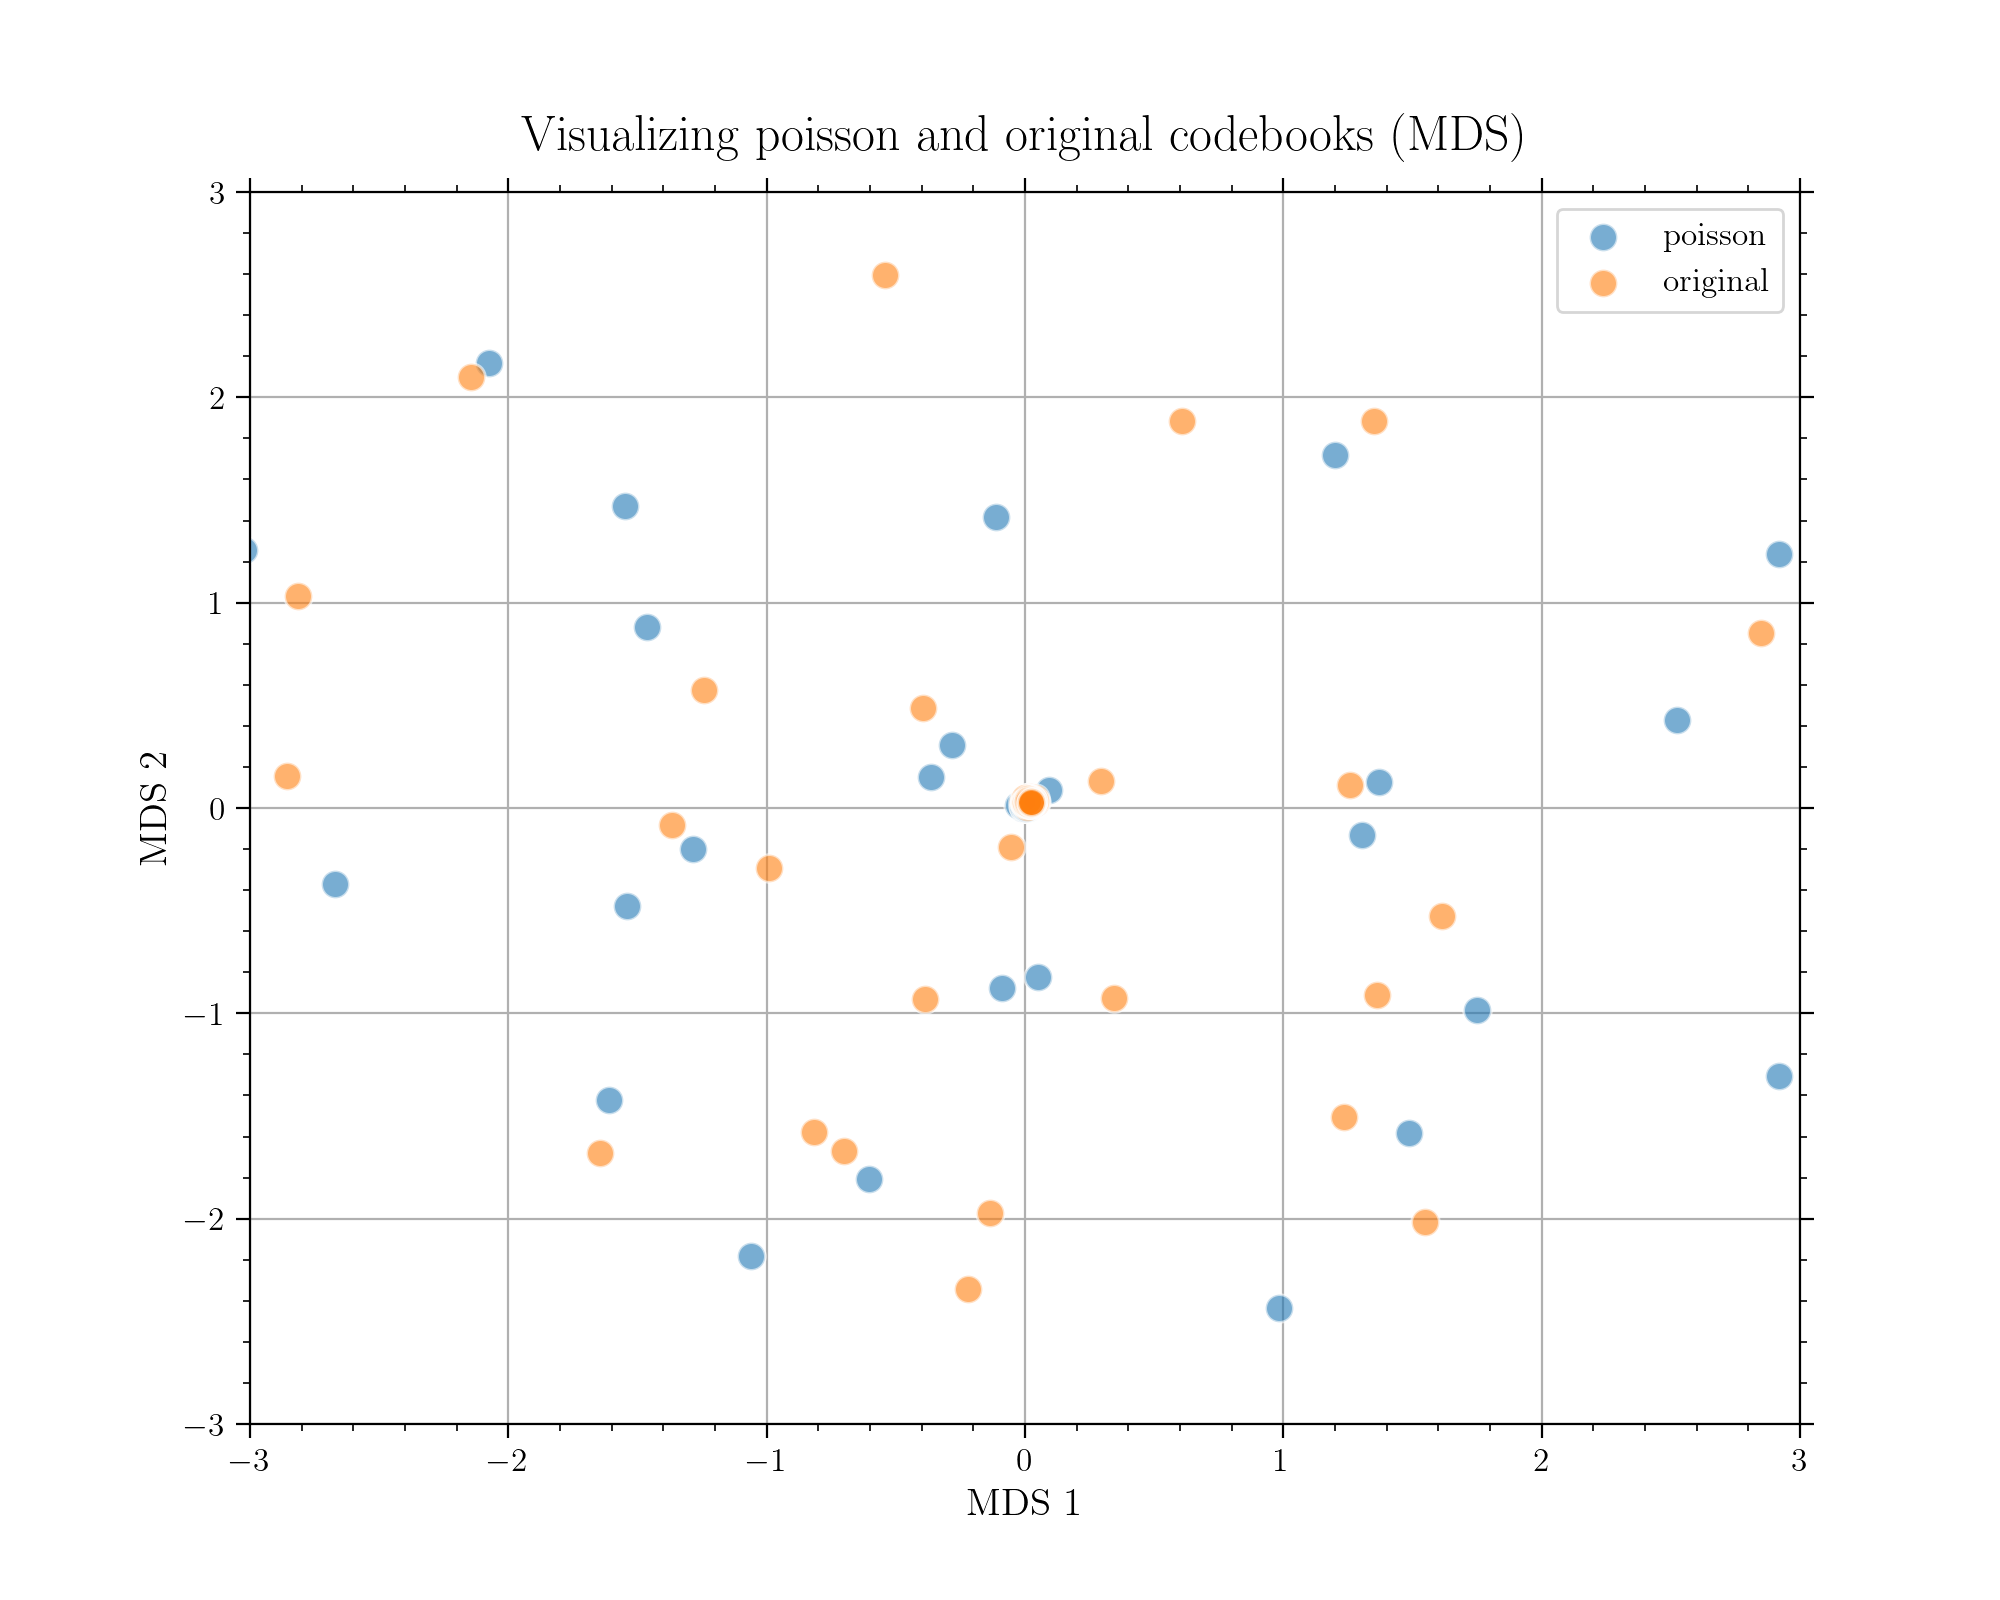 Visualizing poisson and original codebooks (MDS)
poisson
original
3
2
1
0
−1
−2
−3
MDS 2
−3
−2
−1
0
1
2
3
MDS 1